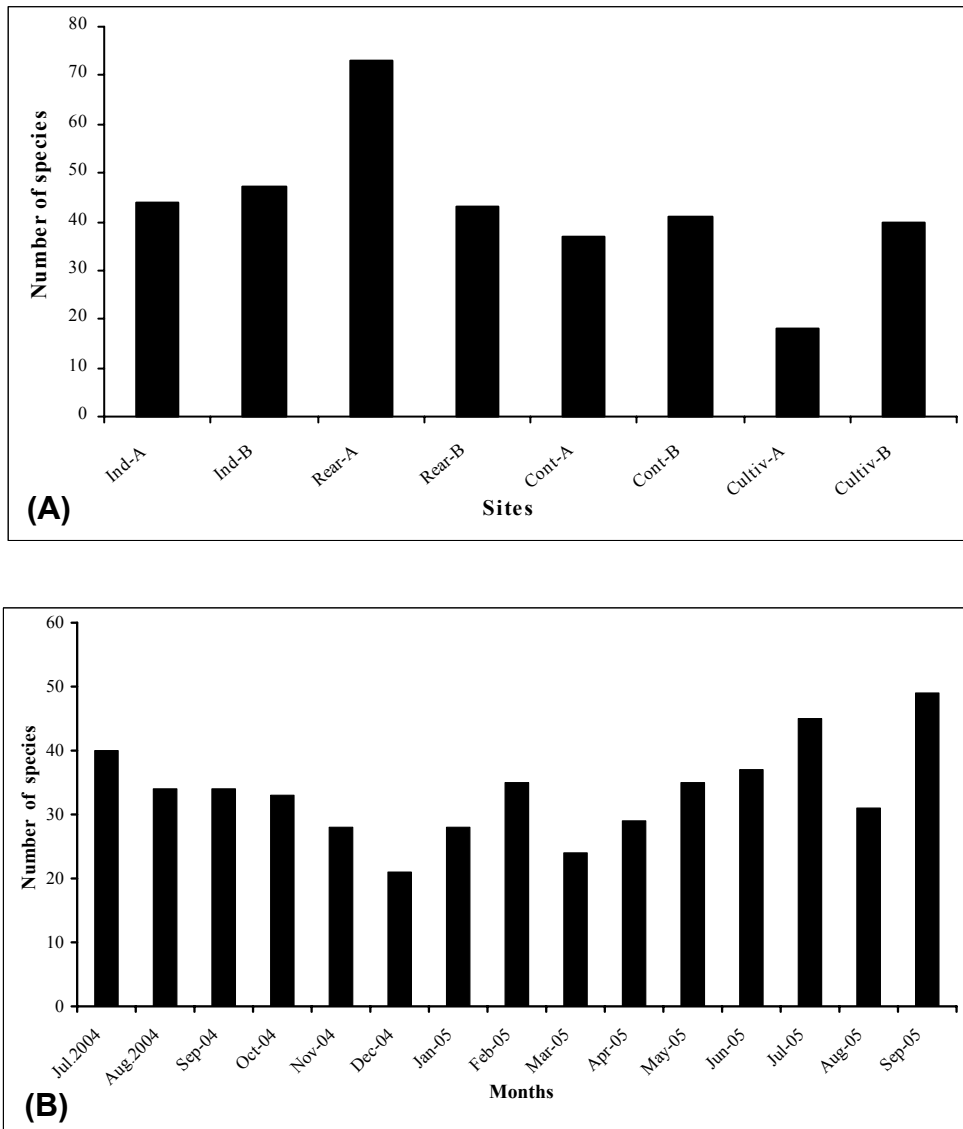 80
70
60
50
40
30
20
10
0
Number of species
Ind-A
Ind-B
Rear-A
Rear-B
Cont-A
Cont-B
Cultiv-A
Cultiv-B
Sites
(A)
60
50
40
30
20
10
0
Number of species
Jul.2004
Aug.2004
Sep-04
Oct-04
Nov-04
Dec-04
Jan-05
Feb-05
Mar-05
Apr-05
May-05
Jun-05
Jul-05
Aug-05
Sep-05
Months
(B)